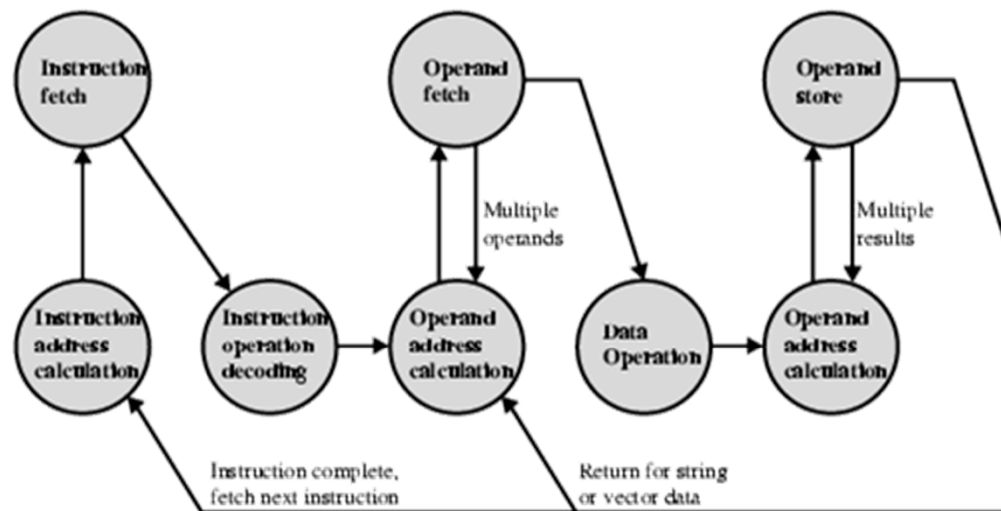 Instruction
fetch
Operand
fetch
Operand
store
Multiple
operands
Multiple
results
Instruction
address
calculation
Instruction
operation
decoding
Operand
address
calculation
Data
Operation
Operand
address
calculation
Instruction complete,
fetch next instruction
Return for string
or vector data